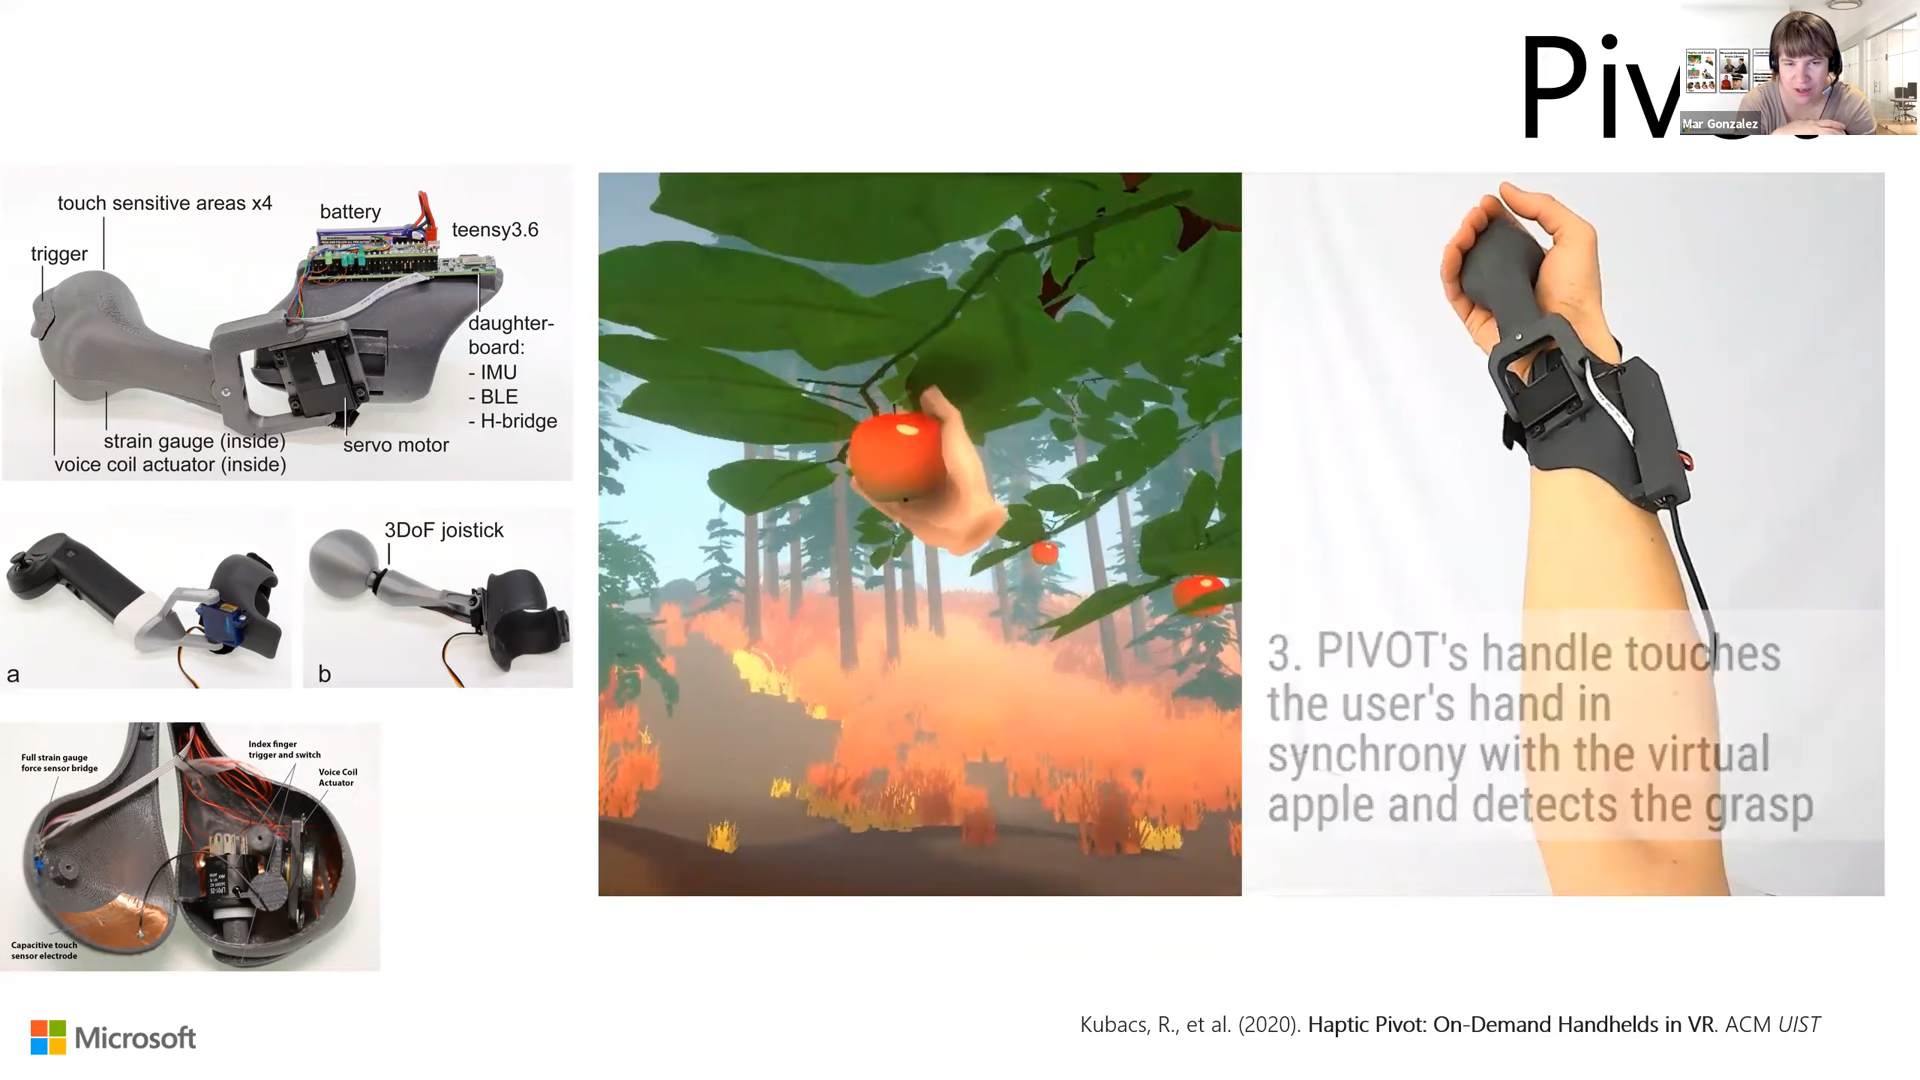 Piv
Mar Gonzalez
touch sensitive areas x4
battery
teensy3.6
trigger
daughter-
board:
- IMU
- BLE
- H-bridge
strain gauge (inside)
servo motor
voice coil actuator (inside)
3DoF joistick
a
b
Full strain gauge
force sensor bridge
Index finger
trigger and switch
Voice Coil
Actuator
Capacitive touch
sensor electrode
3. PIVOT's handle touches
the user's hand in
synchrony with the virtual
apple and detects the grasp
Microsoft
Kubacs, R., et al. (2020). Haptic Pivot: On-Demand Handhelds in VR. ACM UIST